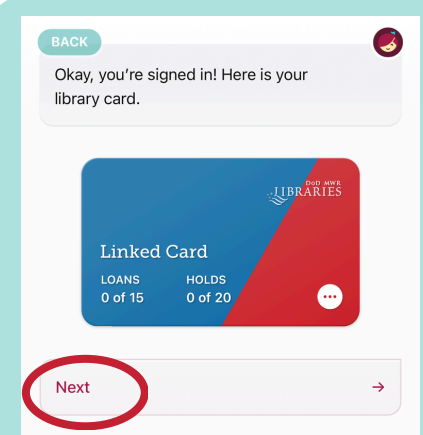 BACK
Okay, you're signed in! Here is your
library card.
DOD MWR
LIBRARIES
Linked Card
LOANS HOLDS
0 of 15 0 of 20
Next